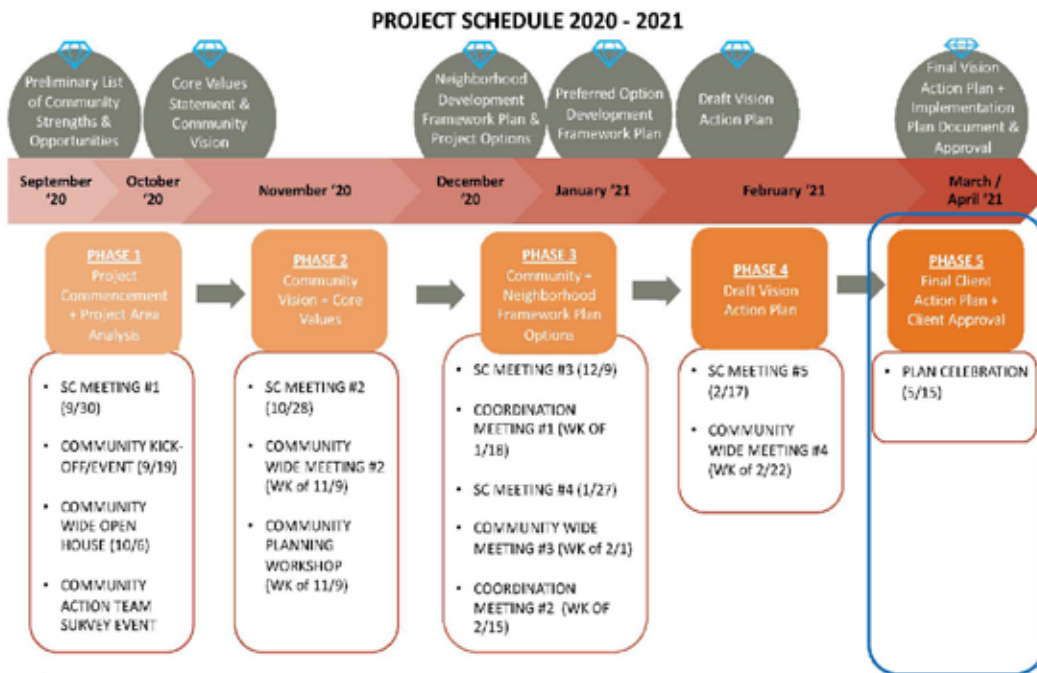 PROJECT SCHEDULE 2020 - 2021
Preliminary List
of Community
Strengths &
Opportunities
Core Values
Statement &
Community
Vision
Neighborhood
Development
Framework Plan &
Project Options
Preferred Option
Development
Framework Plan
Draft Vision
Action Plan
Final Vision
Action Plan +
Implementation
Plan Document &
Approval
September
'20
October
'20
November '20
December
'20
January '21
February '21
March /
April '21
PHASE 1
Project
Commencement
+ Project Area
Analysis
PHASE 2
Community
Vision + Core
Values
PHASE 3
Community +
Neighborhood
Framework Plan
Options
PHASE 4
Draft Vision
Action Plan
PHASE 5
Final Client
Action Plan +
Client Approval
• SC MEETING #1
(9/30)
• COMMUNITY KICK-
OFF/EVENT (9/19)
• COMMUNITY
WIDE OPEN
HOUSE (10/6)
• COMMUNITY
ACTION TEAM
SURVEY EVENT
• SC MEETING #2
(10/28)
• COMMUNITY
WIDE MEETING #2
(WK of 11/9)
• COMMUNITY
PLANNING
WORKSHOP
(WK of 11/9)
• SC MEETING #3 (12/9)
• COORDINATION
MEETING #1 (WK OF
1/18)
• SC MEETING #4 (1/27)
• COMMUNITY WIDE
MEETING #3 (WK of 2/1)
• COORDINATION
MEETING #2 (WK OF
2/15)
• SC MEETING #5
(2/17)
• COMMUNITY
WIDE MEETING #4
(WK of 2/22)
• PLAN CELEBRATION
(5/15)